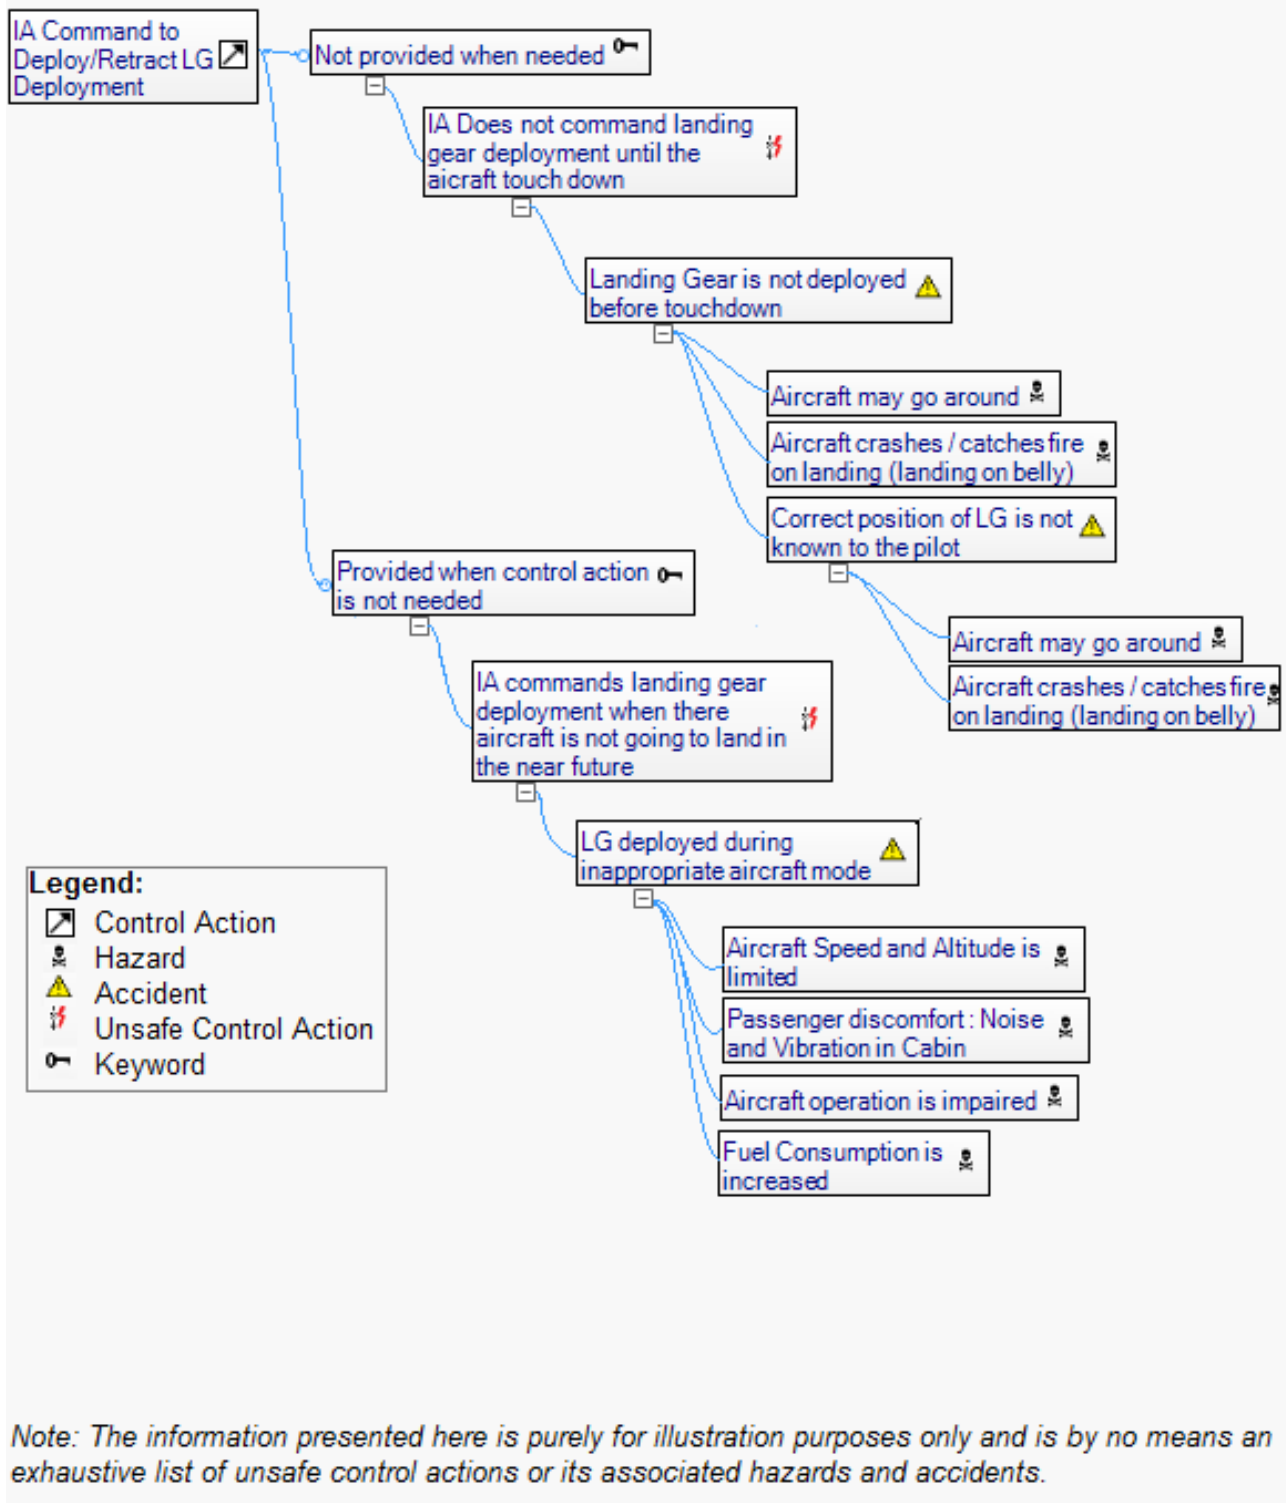 IA Command to
Deploy/Retract LG
Deployment
Not provided when needed
IA Does not command landing
gear deployment until the
aicraft touch down
Landing Gear is not deployed
before touchdown
Aircraft may go around
Aircraft crashes / catches fire
on landing (landing on belly)
Correct position of LG is not
known to the pilot
Aircraft may go around
Aircraft crashes / catches fire
on landing (landing on belly)
Provided when control action
is not needed
IA commands landing gear
deployment when there
aircraft is not going to land in
the near future
LG deployed during
inappropriate aircraft mode
Aircraft Speed and Altitude is
limited
Passenger discomfort : Noise
and Vibration in Cabin
Aircraft operation is impaired
Fuel Consumption is
increased
Legend:
Control Action
Hazard
Accident
Unsafe Control Action
Keyword
Note: The information presented here is purely for illustration purposes only and is by no means an
exhaustive list of unsafe control actions or its associated hazards and accidents.